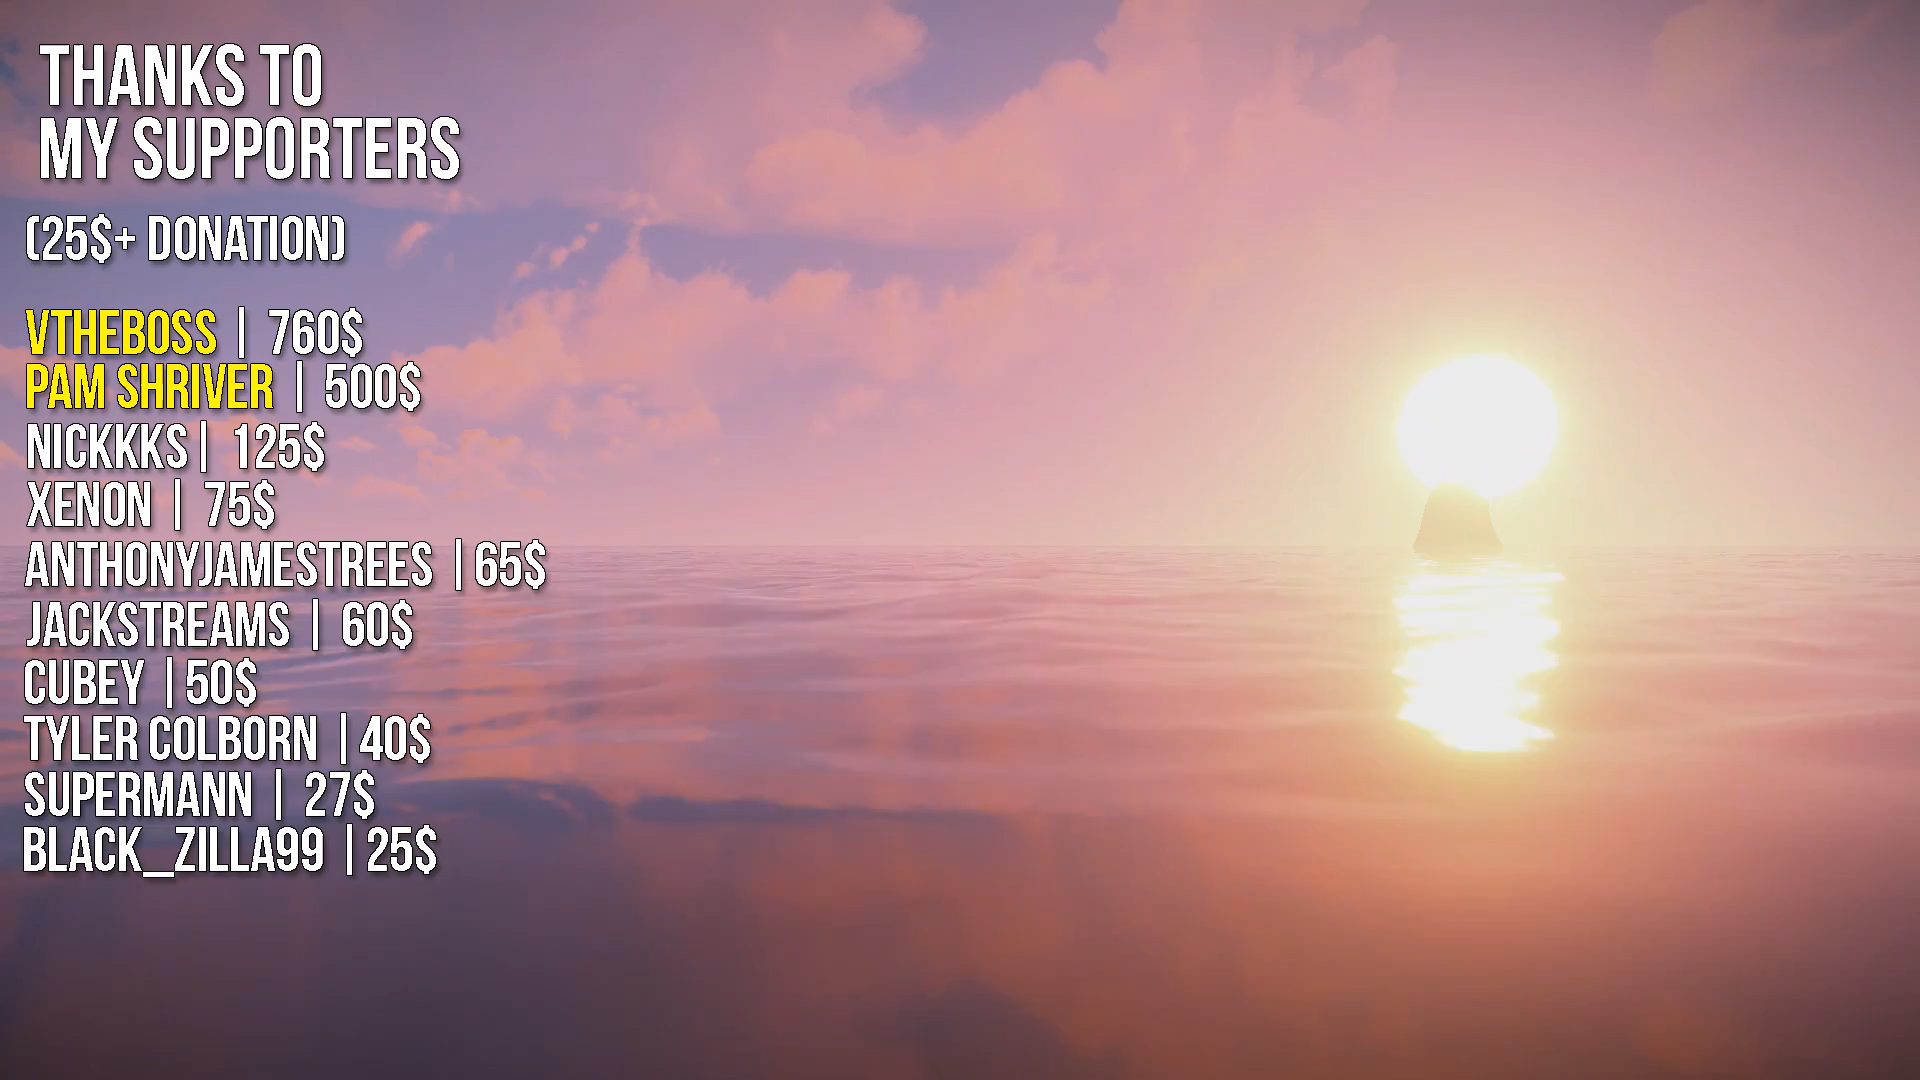 THANKS TO
MY SUPPORTERS
(25$+ DONATION)
VTHEBOSS | 760$
PAM SHRIVER | 500$
NICKKKS | 125$
XENON | 75$
ANTHONYJAMESTREES | 65$
JACKSTREAMS | 60$
CUBEY | 50$
TYLER COLBORN | 40$
SUPERMANN | 27$
BLACK_ZILLA99 | 25$